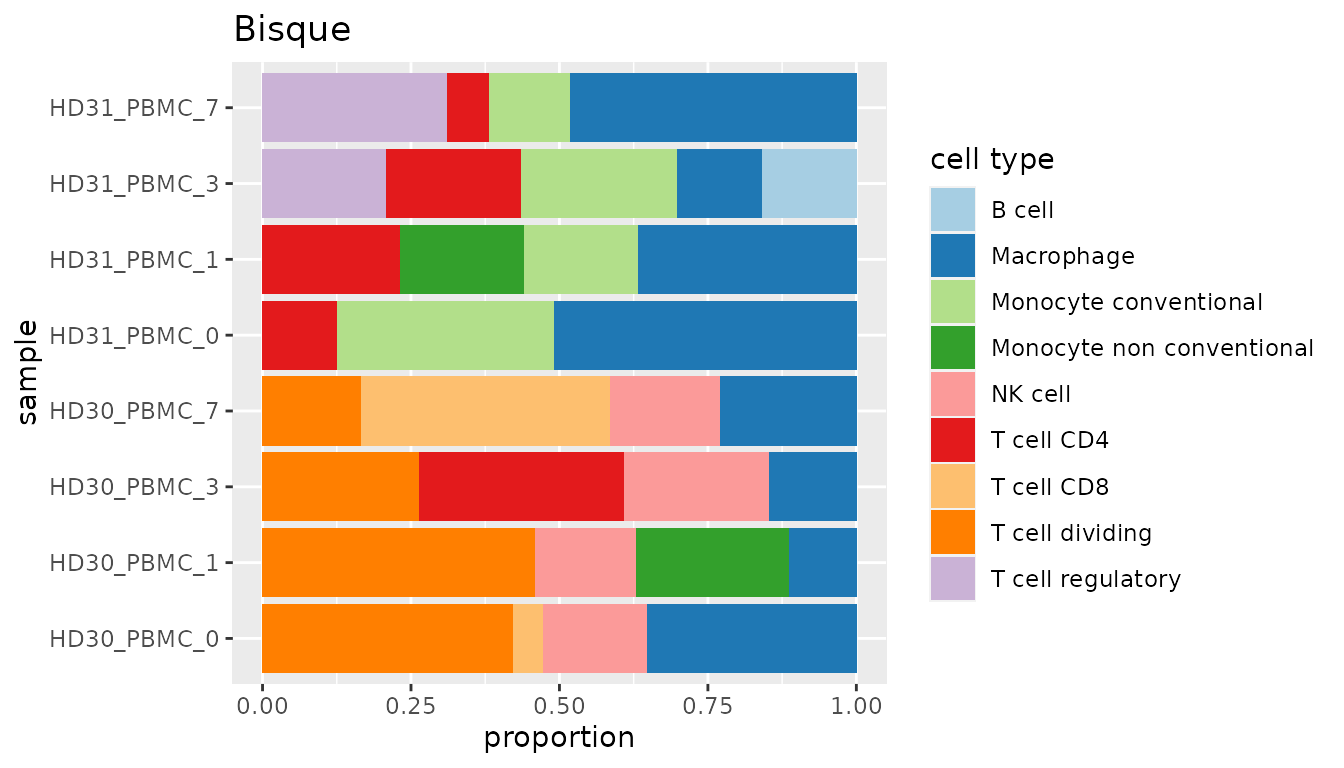 Bisque
HD31_PBMC_7
HD31_PBMC_3
HD31_PBMC_1
HD31_PBMC_0
HD30_PBMC_7
HD30_PBMC_3
HD30_PBMC_1
HD30_PBMC_0
sample
0.00 0.25 0.50 0.75 1.00
proportion
cell type
B cell
Macrophage
Monocyte conventional
Monocyte non conventional
NK cell
T cell CD4
T cell CD8
T cell dividing
T cell regulatory